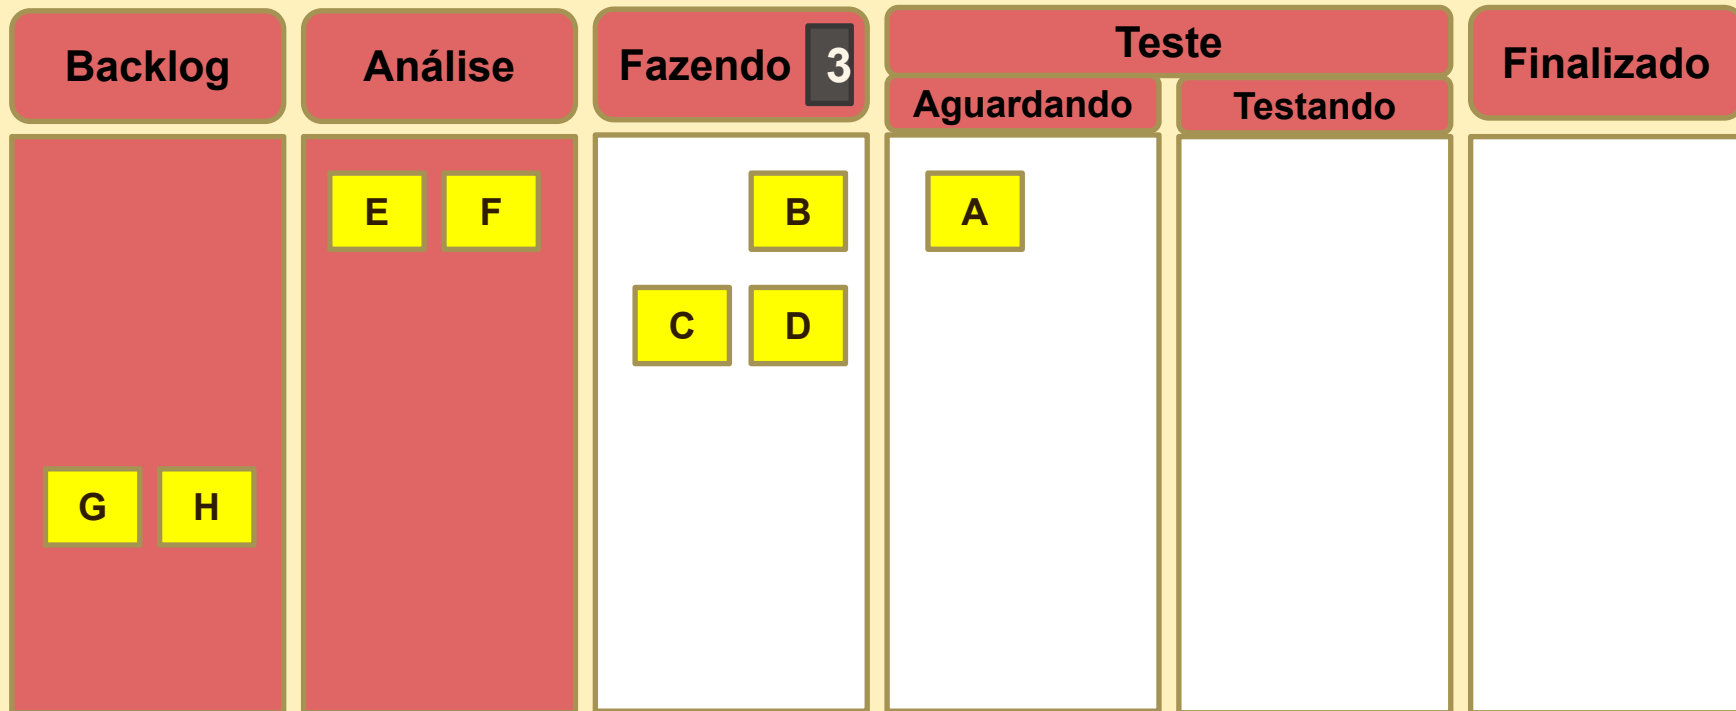 Backlog
Análise
Fazendo 3
Teste
Aguardando
Testando
Finalizado
E F
B
A
C D
G H